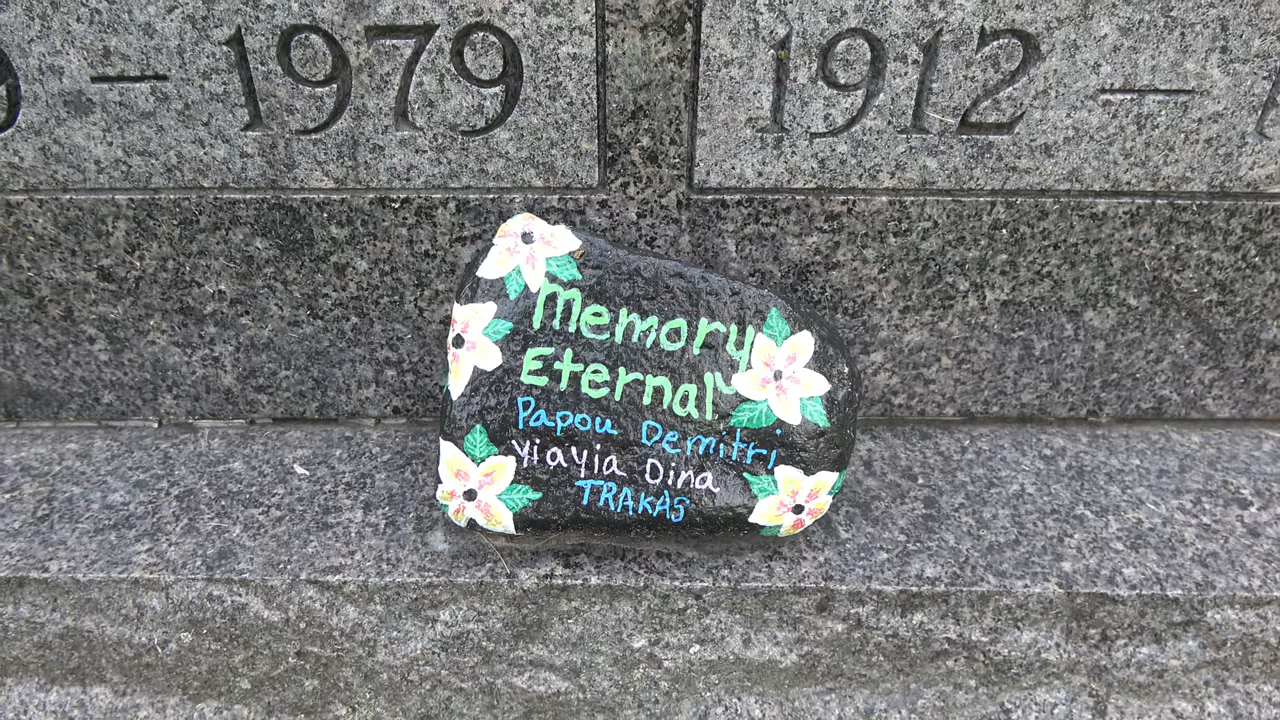 – 1979
1912 –
Memory
Eternal
Papou Demitri
Yiayia Dina
TRAKAS